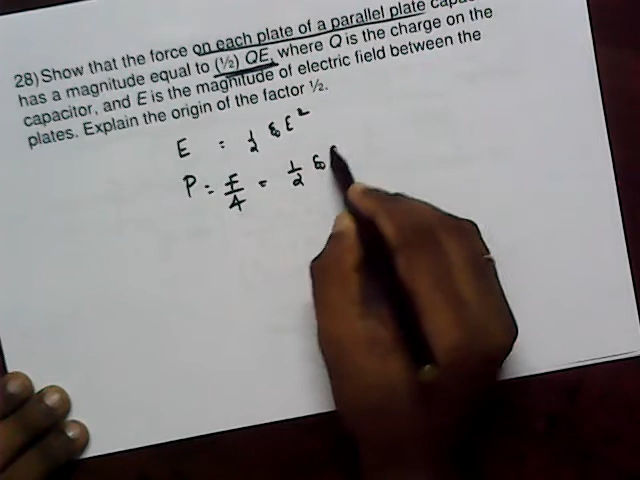 28) Show that the force on each plate of a parallel plate
has a magnitude equal to (½) QE, where Q is the charge on the
capacitor, and E is the magnitude of electric field between the
plates. Explain the origin of the factor ½.
E = 1/2 ε₀ E²
P = F/A = 1/2 ε₀